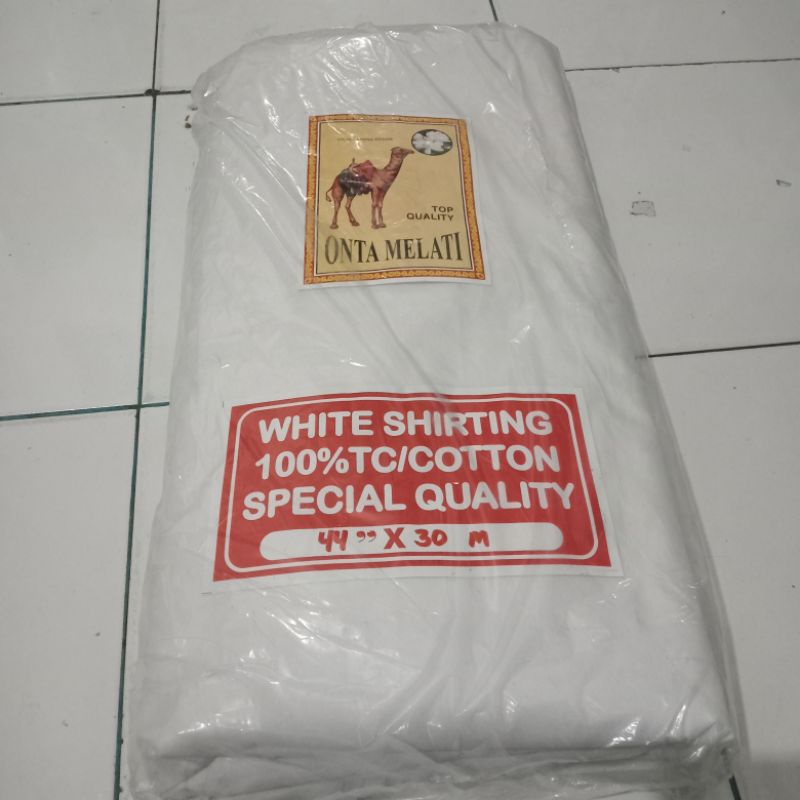 TOP
QUALITY
ONTA MELATI
WHITE SHIRTING
100%TC/COTTON
SPECIAL QUALITY
44" X 30 M